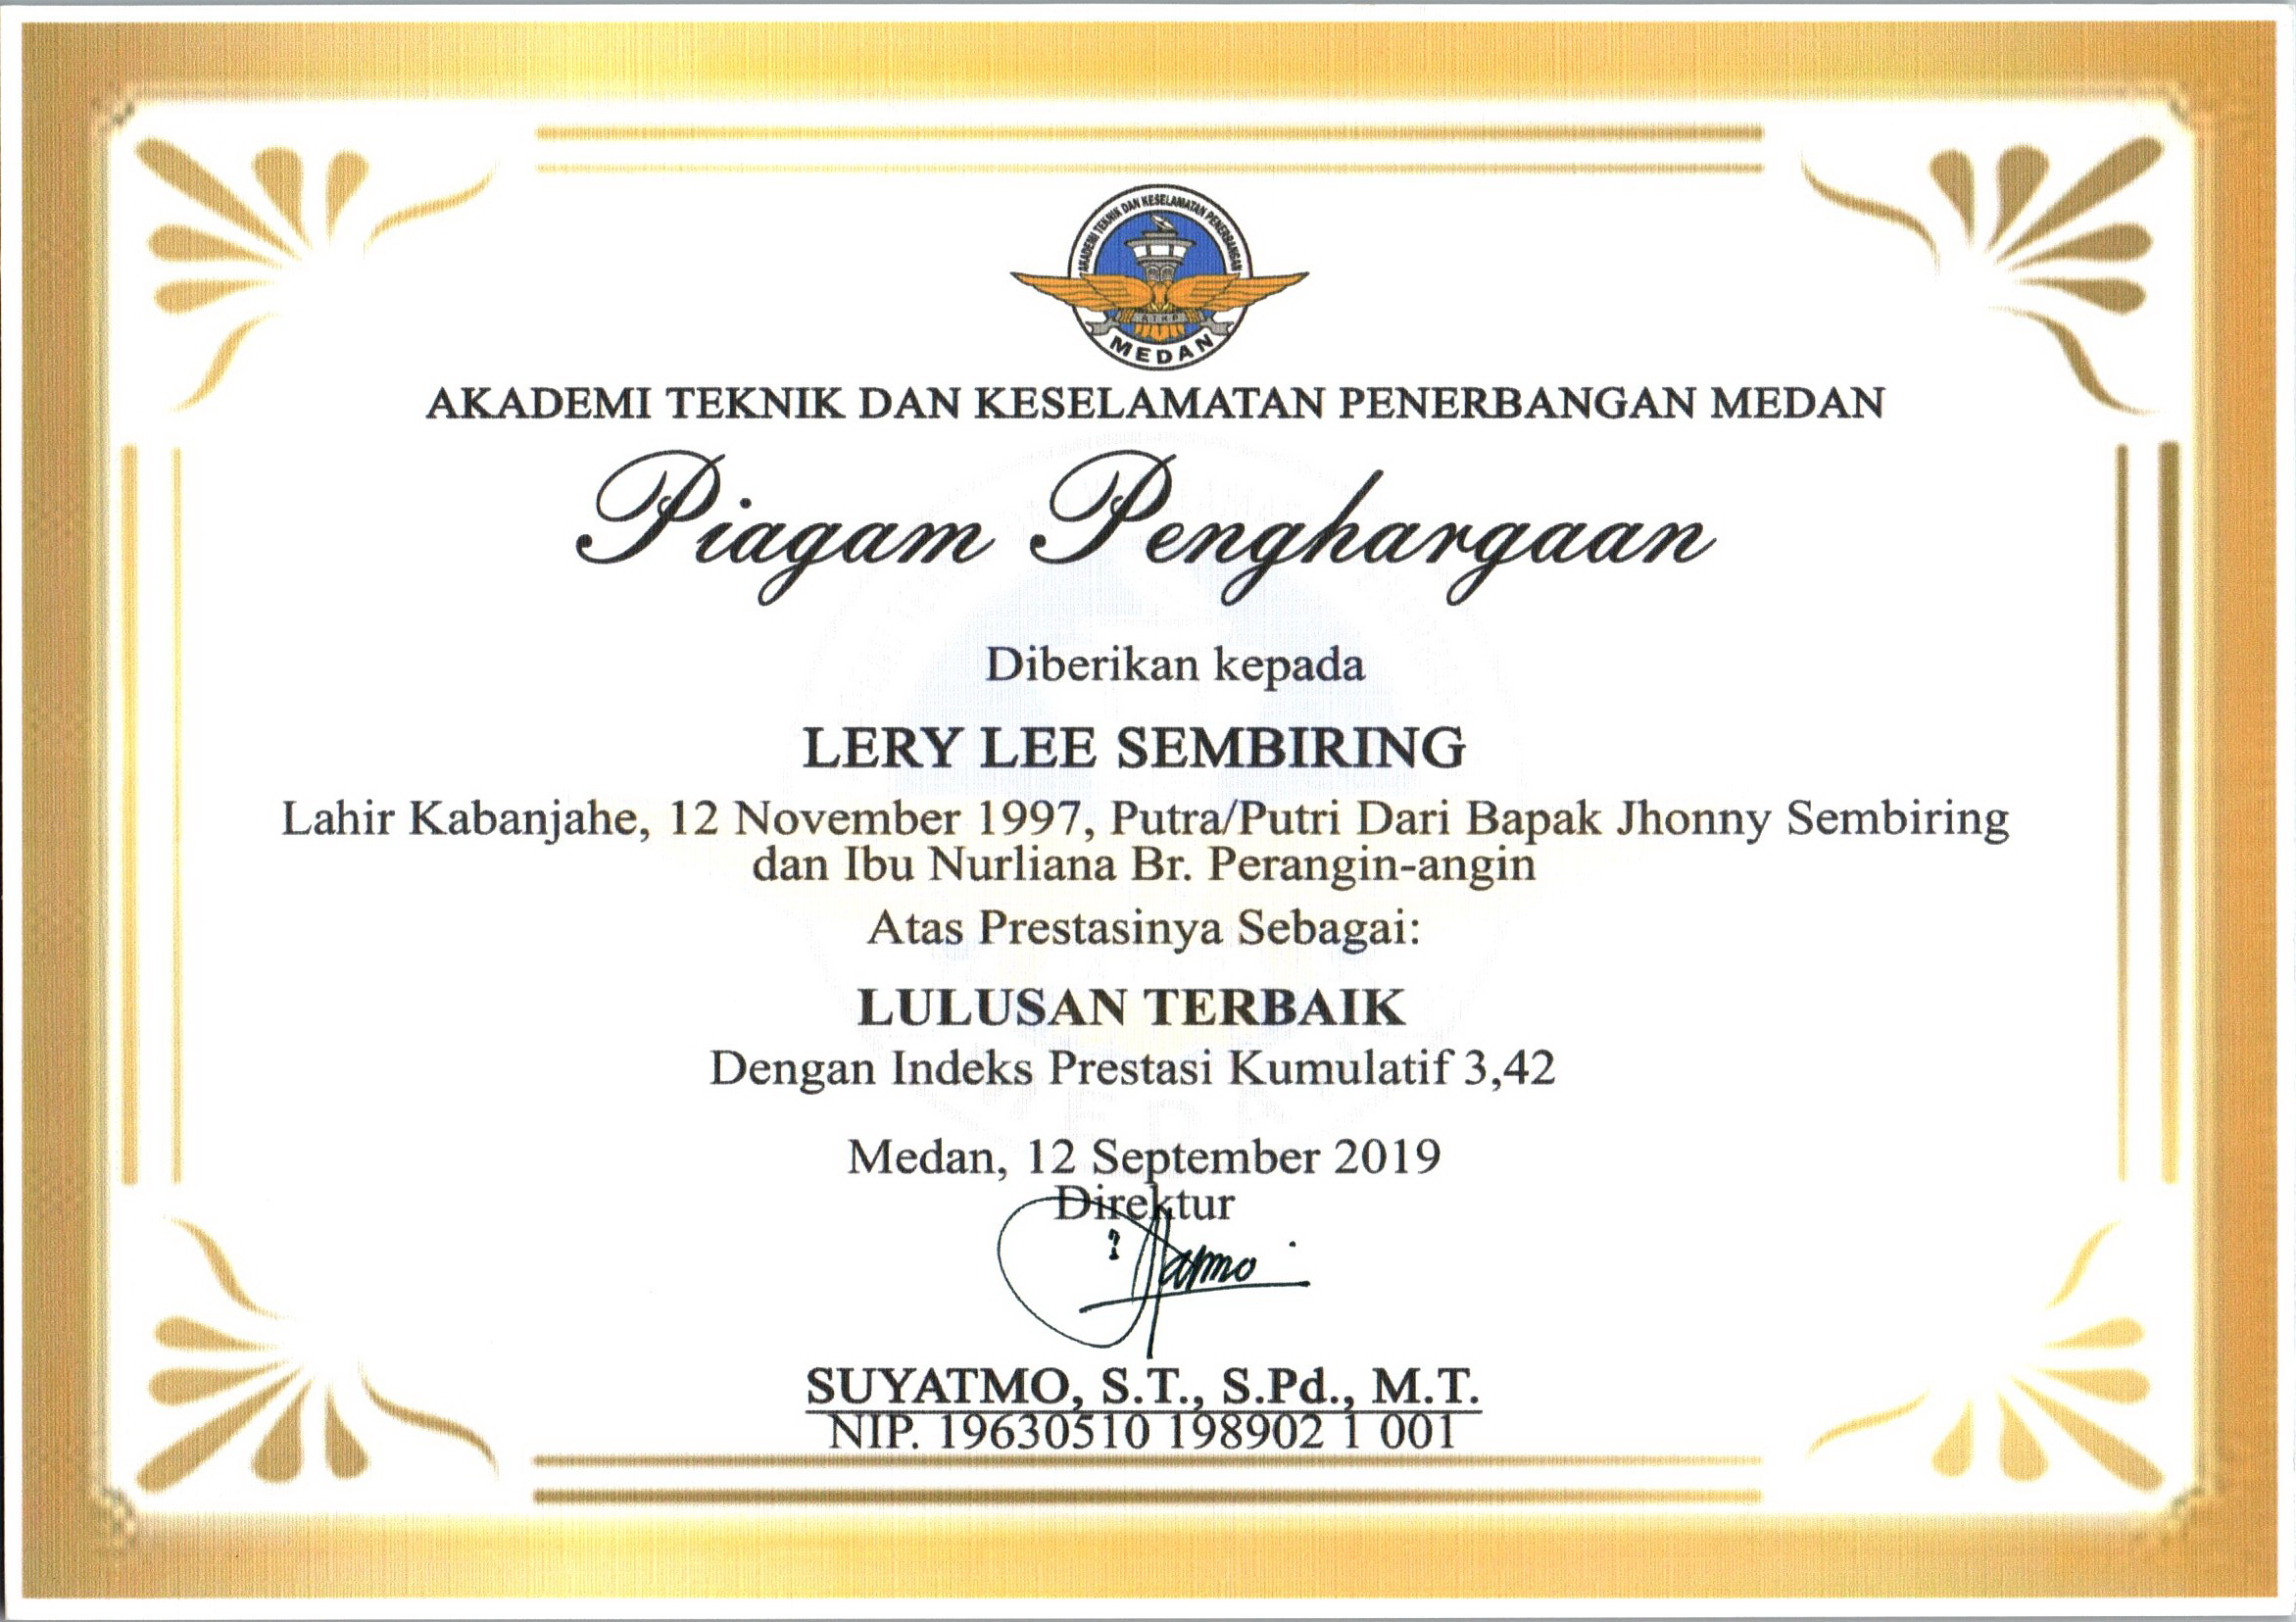 AKADEMI TEKNIK DAN KESELAMATAN PENERBANGAN
ATKP
MEDAN
AKADEMI TEKNIK DAN KESELAMATAN PENERBANGAN MEDAN
Piagam Penghargaan
Diberikan kepada
LERY LEE SEMBIRING
Lahir Kabanjahe, 12 November 1997, Putra/Putri Dari Bapak Jhonny Sembiring
dan Ibu Nurliana Br. Perangin-angin
Atas Prestasinya Sebagai:
LULUSAN TERBAIK
Dengan Indeks Prestasi Kumulatif 3,42
Medan, 12 September 2019
Direktur
SUYATMO, S.T., S.Pd., M.T.
NIP. 19630510 198902 1 001